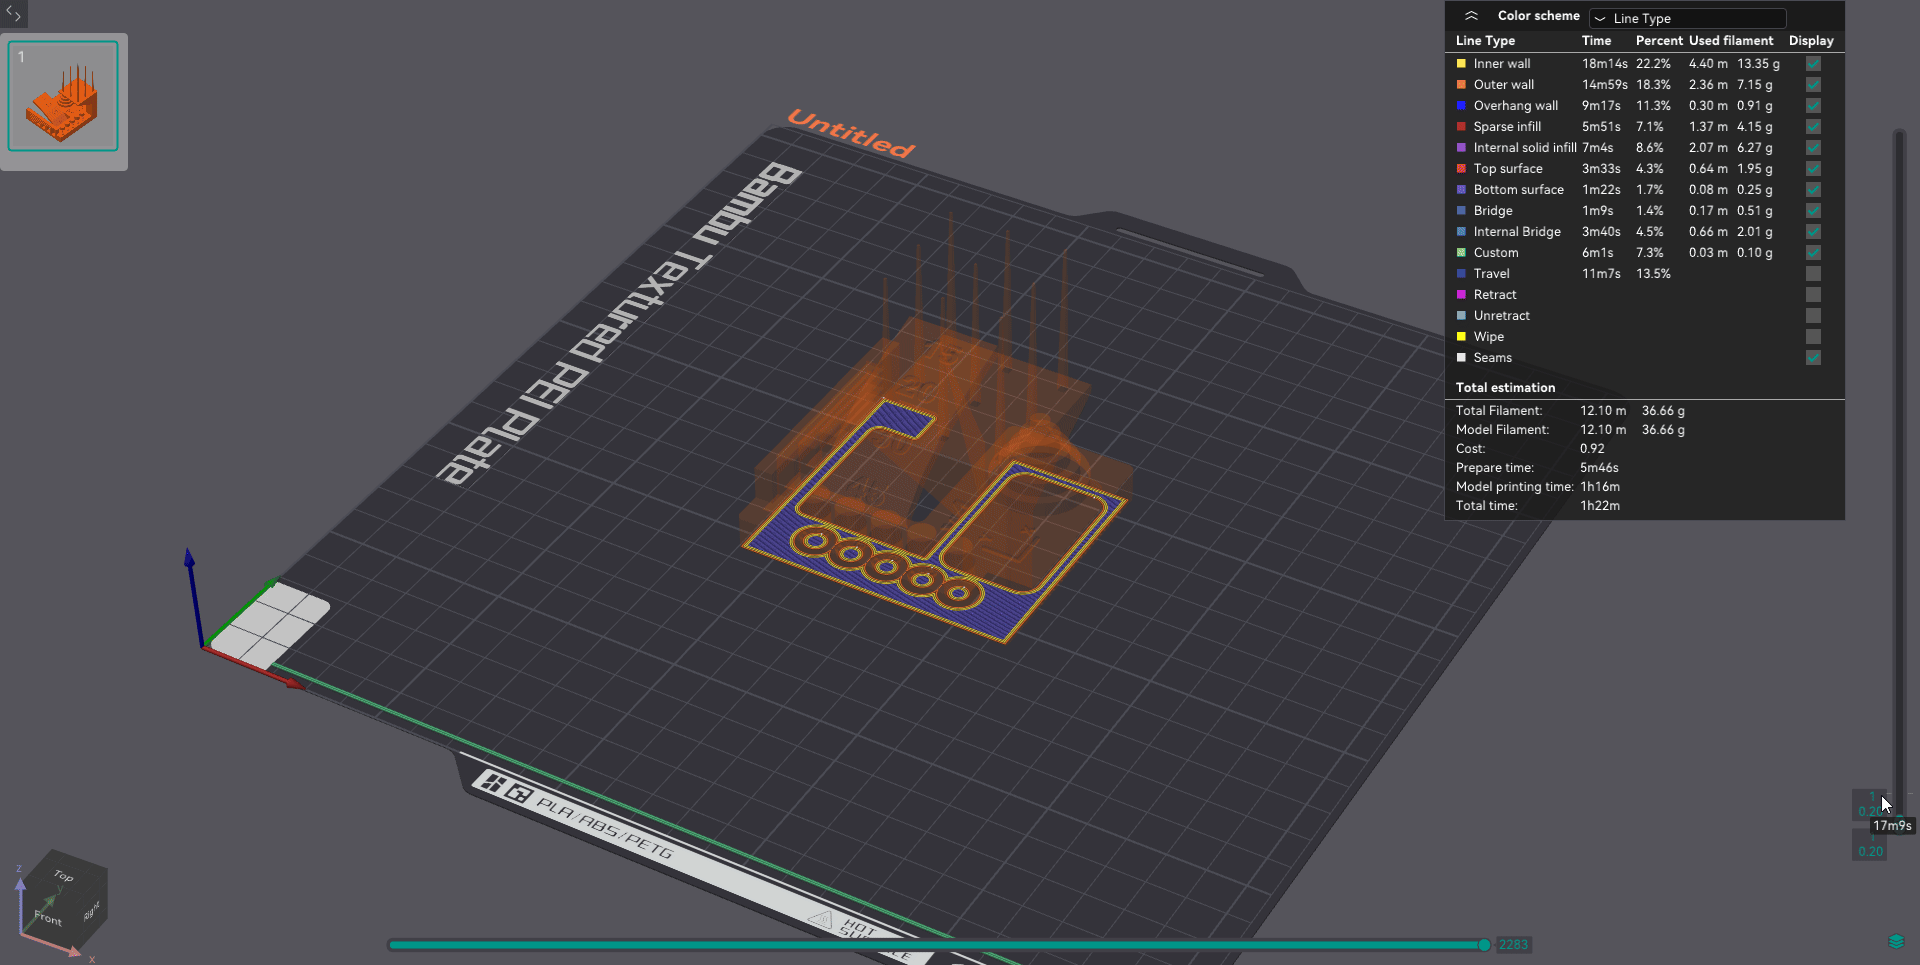 1
Untitled
Bambu Textured PEI Plate
PLA/ABS/PETG
HOT
Top
Front
Right
z
y
x
2283
Color scheme Line Type
Line Type Time Percent Used filament Display
Inner wall 18m14s 22.2% 4.40 m 13.35 g
Outer wall 14m59s 18.3% 2.36 m 7.15 g
Overhang wall 9m17s 11.3% 0.30 m 0.91 g
Sparse infill 5m51s 7.1% 1.37 m 4.15 g
Internal solid infill 7m4s 8.6% 2.07 m 6.27 g
Top surface 3m33s 4.3% 0.64 m 1.95 g
Bottom surface 1m22s 1.7% 0.08 m 0.25 g
Bridge 1m9s 1.4% 0.17 m 0.51 g
Internal Bridge 3m40s 4.5% 0.66 m 2.01 g
Custom 6m1s 7.3% 0.03 m 0.10 g
Travel 11m7s 13.5%
Retract
Unretract
Wipe
Seams
Total estimation
Total Filament: 12.10 m 36.66 g
Model Filament: 12.10 m 36.66 g
Cost: 0.92
Prepare time: 5m46s
Model printing time: 1h16m
Total time: 1h22m
1
0.20
17m9s
0.20